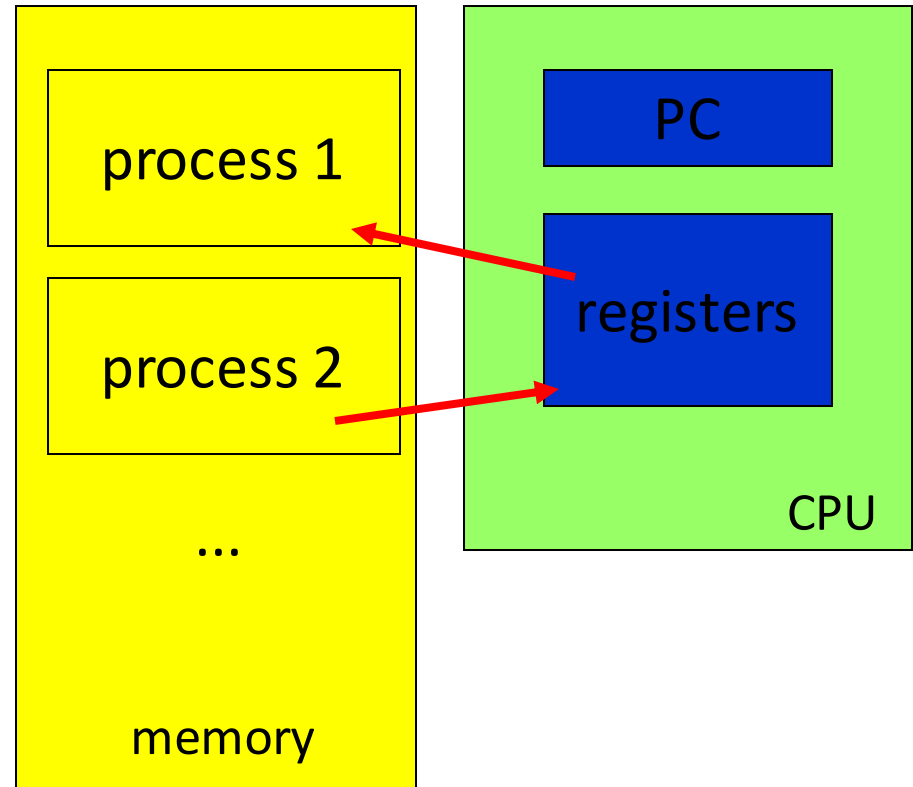 process 1
process 2
...
memory
PC
registers
CPU